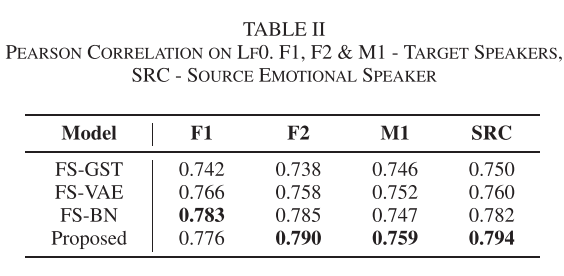 TABLE II
PEARSON CORRELATION ON LF0. F1, F2 & M1 - TARGET SPEAKERS,
SRC - SOURCE EMOTIONAL SPEAKER
Model F1 F2 M1 SRC
FS-GST 0.742 0.738 0.746 0.750
FS-VAE 0.766 0.758 0.752 0.760
FS-BN 0.783 0.785 0.747 0.782
Proposed 0.776 0.790 0.759 0.794